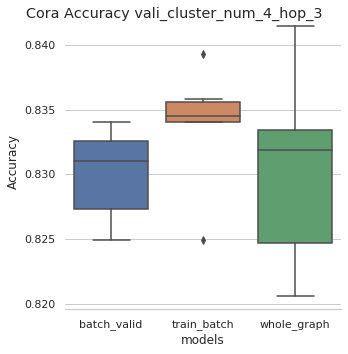 Cora Accuracy vali_cluster_num_4_hop_3
0.840
0.835
0.830
0.825
0.820
Accuracy
batch_valid train_batch whole_graph
models